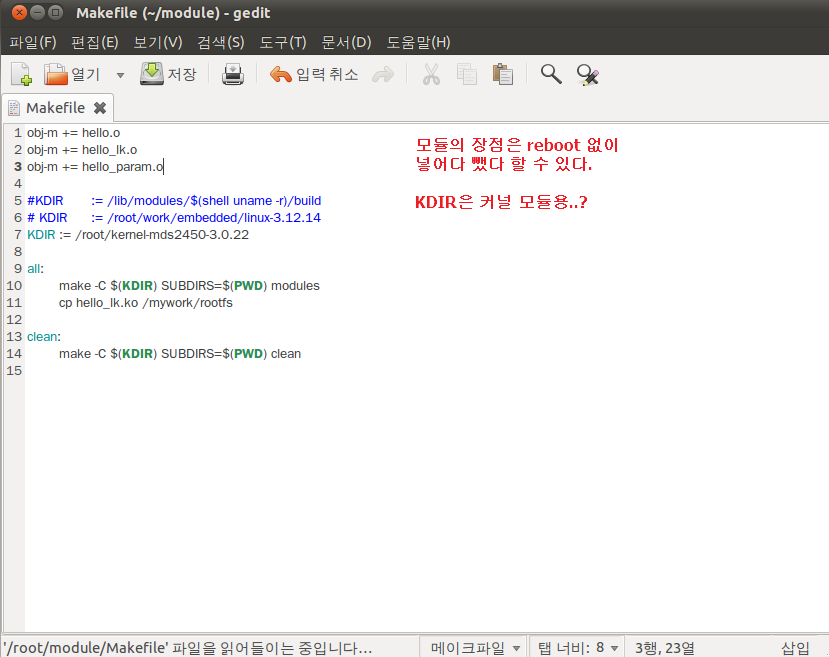 Makefile (~/module) - gedit
파일(F) 편집(E) 보기(V) 검색(S) 도구(T) 문서(D) 도움말(H)
열기 저장 입력 취소
Makefile
1 obj-m += hello.o
2 obj-m += hello_lk.o
3 obj-m += hello_param.o
4
5 #KDIR := /lib/modules/$(shell uname -r)/build
6 # KDIR := /root/work/embedded/linux-3.12.14
7 KDIR := /root/kernel-mds2450-3.0.22
8
9 all:
10 make -C $(KDIR) SUBDIRS=$(PWD) modules
11 cp hello_lk.ko /mywork/rootfs
12
13 clean:
14 make -C $(KDIR) SUBDIRS=$(PWD) clean
15
모듈의 장점은 reboot 없이
넣어다 뺐다 할 수 있다.
KDIR은 커널 모듈용..?
'/root/module/Makefile' 파일을 읽어들이는 중입니다... 메이크파일 탭 너비: 8 3행, 23열 삽입